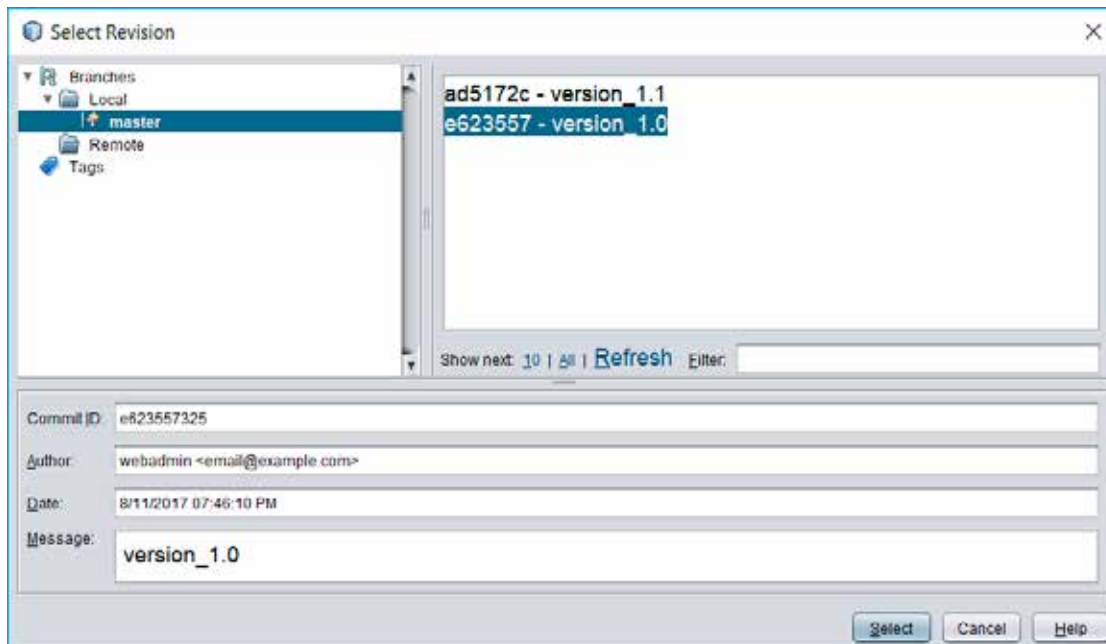 Select Revision
Branches
Local
master
Remote
Tags
ad5172c - version_1.1
e623557 - version_1.0
Show next: 10 | All | Refresh Filter:
Commit ID: e623557325
Author: webadmin <email@example.com>
Date: 8/11/2017 07:46:10 PM
Message: version_1.0
Select Cancel Help